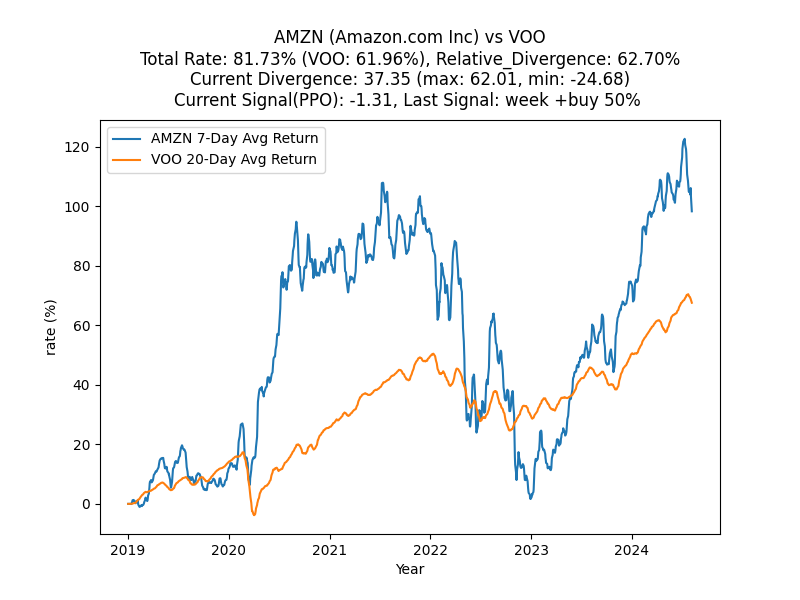 AMZN (Amazon.com Inc) vs VOO
Total Rate: 81.73% (VOO: 61.96%), Relative_Divergence: 62.70%
Current Divergence: 37.35 (max: 62.01, min: -24.68)
Current Signal(PPO): -1.31, Last Signal: week +buy 50%
AMZN 7-Day Avg Return
VOO 20-Day Avg Return
rate (%)
120
100
80
60
40
20
0
2019 2020 2021 2022 2023 2024
Year